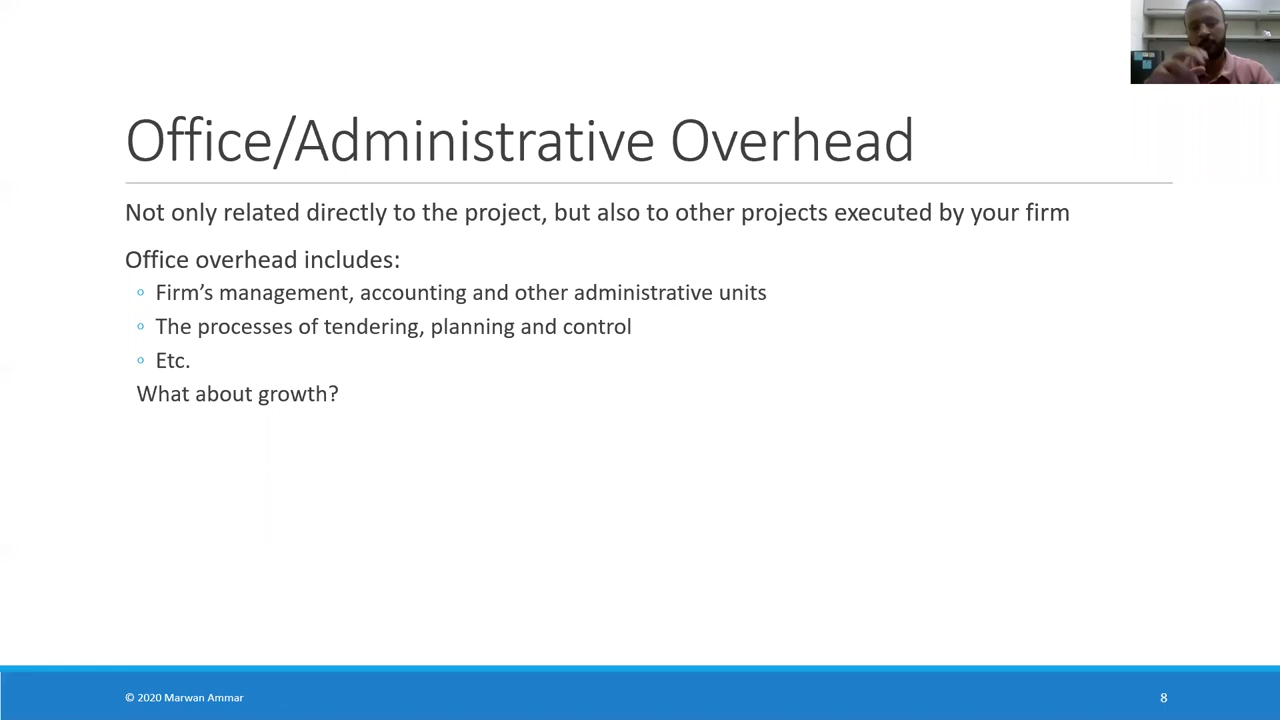 Office/Administrative Overhead
Not only related directly to the project, but also to other projects executed by your firm
Office overhead includes:
◦ Firm’s management, accounting and other administrative units
◦ The processes of tendering, planning and control
◦ Etc.
What about growth?
© 2020 Marwan Ammar
8